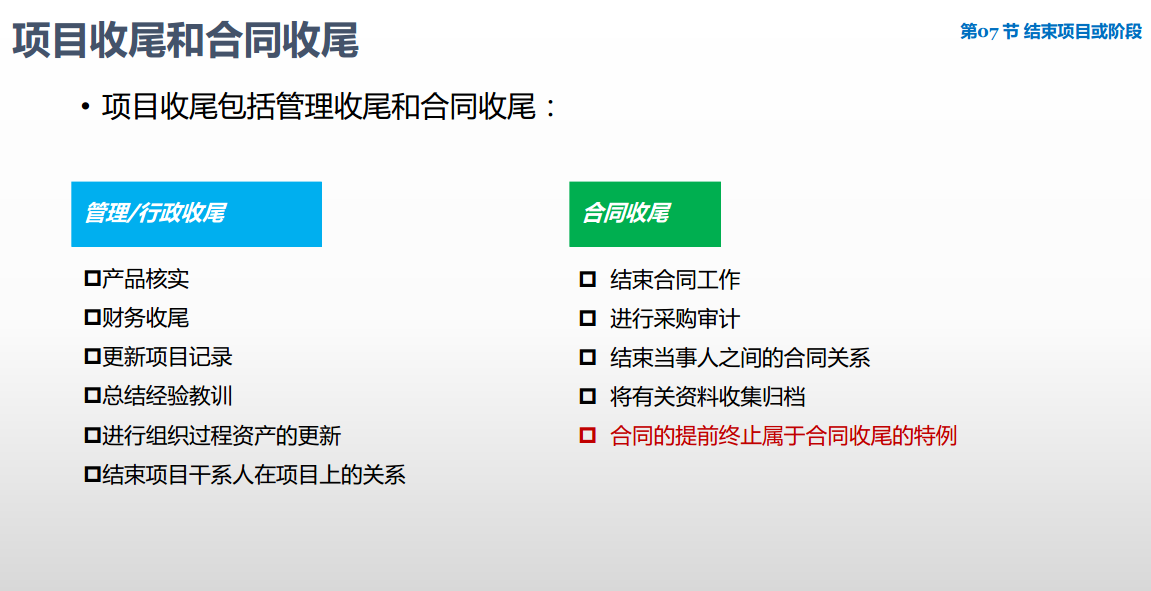 项目收尾和合同收尾
第07 节 结束项目或阶段
• 项目收尾包括管理收尾和合同收尾：
管理/行政收尾
产品核实
财务收尾
更新项目记录
总结经验教训
进行组织过程资产的更新
结束项目干系人在项目上的关系
合同收尾
结束合同工作
进行采购审计
结束当事人之间的合同关系
将有关资料收集归档
合同的提前终止属于合同收尾的特例